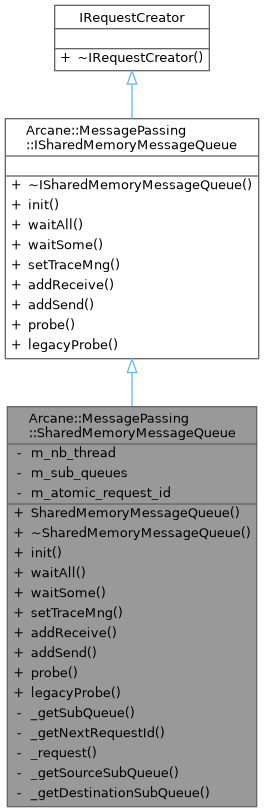 IRequestCreator
+ ~IRequestCreator()
Arcane::MessagePassing
::ISharedMemoryMessageQueue
+ ~ISharedMemoryMessageQueue()
+ init()
+ waitAll()
+ waitSome()
+ setTraceMng()
+ addReceive()
+ addSend()
+ probe()
+ legacyProbe()
Arcane::MessagePassing
::SharedMemoryMessageQueue
- m_nb_thread
- m_sub_queues
- m_atomic_request_id
+ SharedMemoryMessageQueue()
+ ~SharedMemoryMessageQueue()
+ init()
+ waitAll()
+ waitSome()
+ setTraceMng()
+ addReceive()
+ addSend()
+ probe()
+ legacyProbe()
- _getSubQueue()
- _getNextRequestId()
- _request()
- _getSourceSubQueue()
- _getDestinationSubQueue()